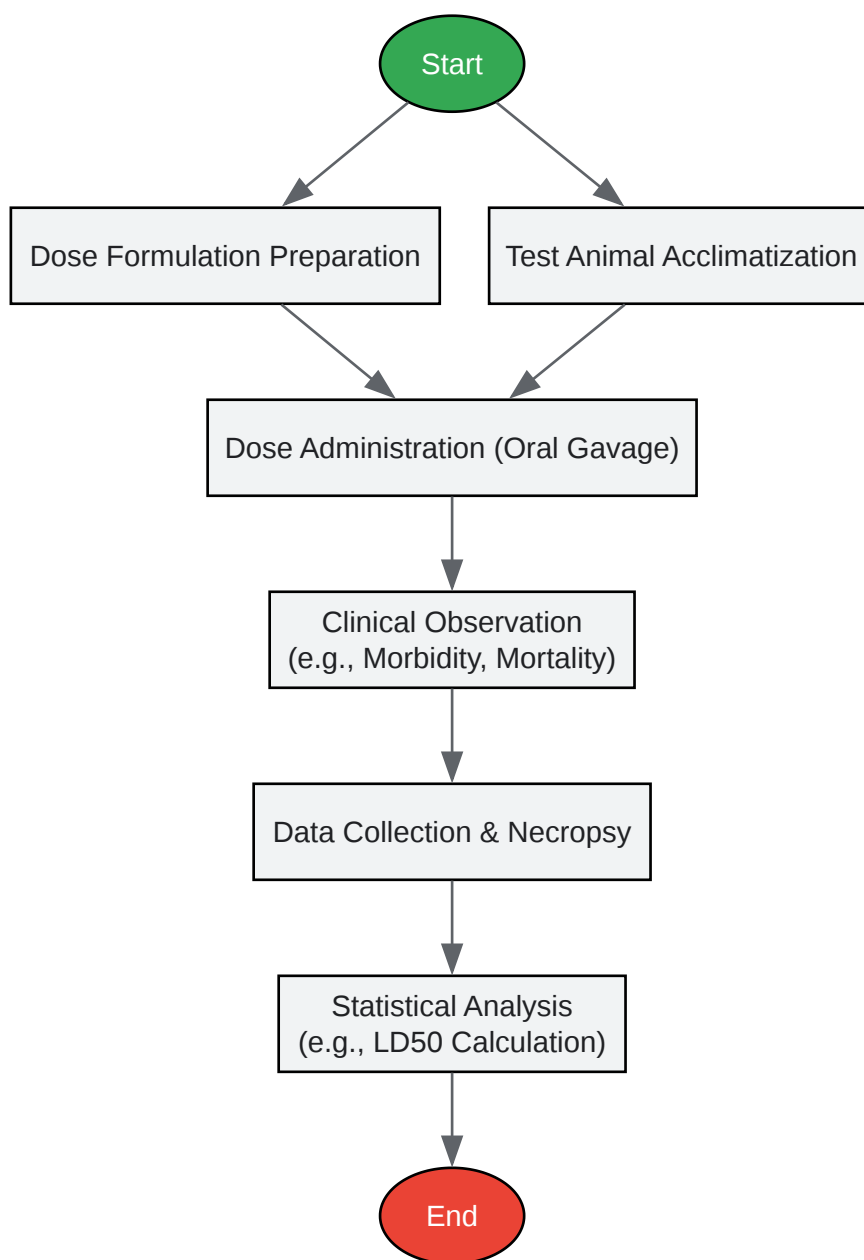 Start
Dose Formulation Preparation
Test Animal Acclimatization
Dose Administration (Oral Gavage)
Clinical Observation
(e.g., Morbidity, Mortality)
Data Collection & Necropsy
Statistical Analysis
(e.g., LD50 Calculation)
End